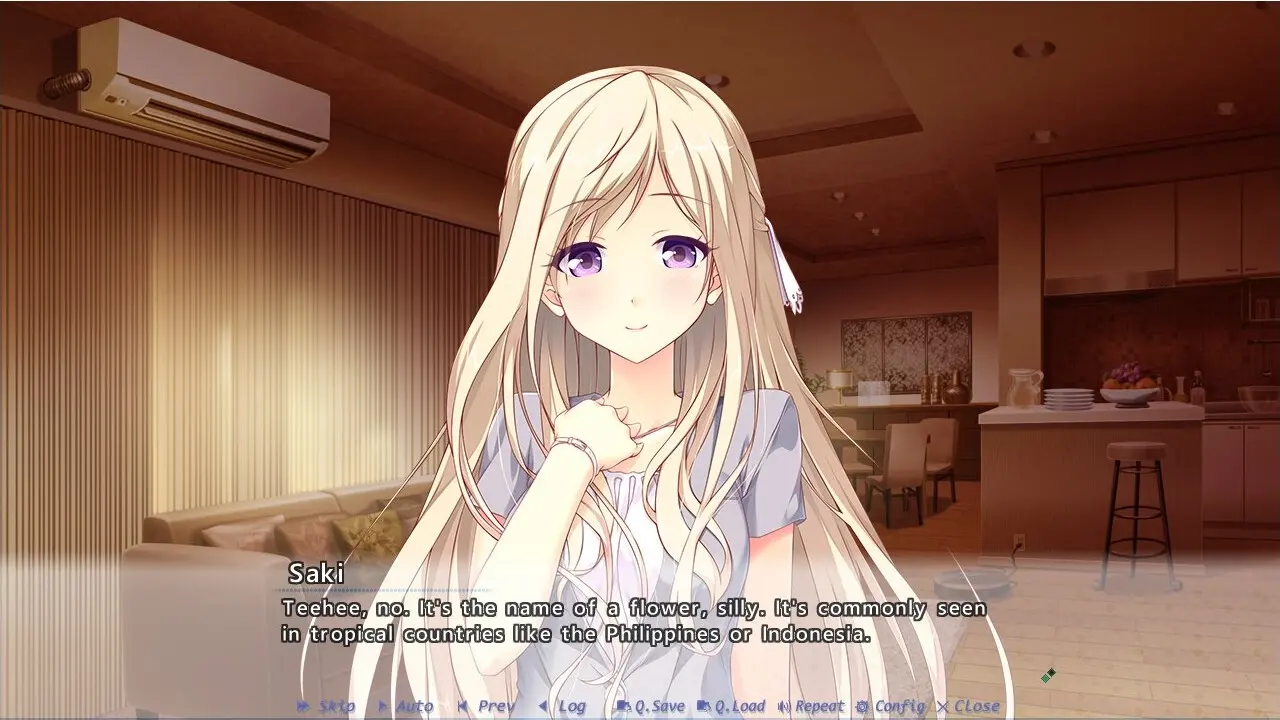 Saki
Teehee, no. It's the name of a flower, silly. It's commonly seen
in tropical countries like the Philippines or Indonesia.
Skip Auto Prev Log Q.Save Q.Load Repeat Config Close